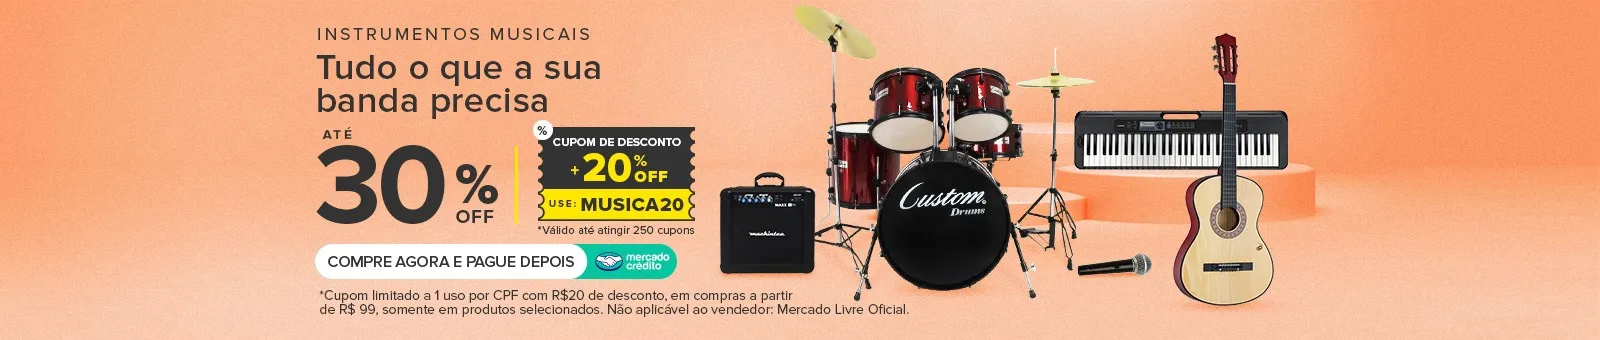 INSTRUMENTOS MUSICAIS
Tudo o que a sua
banda precisa
ATÉ
30%
OFF
%
CUPOM DE DESCONTO
+20%
OFF
USE: MUSICA20
*Válido até atingir 250 cupons
COMPRE AGORA E PAGUE DEPOIS
mercado
crédito
*Cupom limitado a 1 uso por CPF com R$20 de desconto, em compras a partir
de R$ 99, somente em produtos selecionados. Não aplicável ao vendedor: Mercado Livre Oficial.
Custom
Drums
mackintec